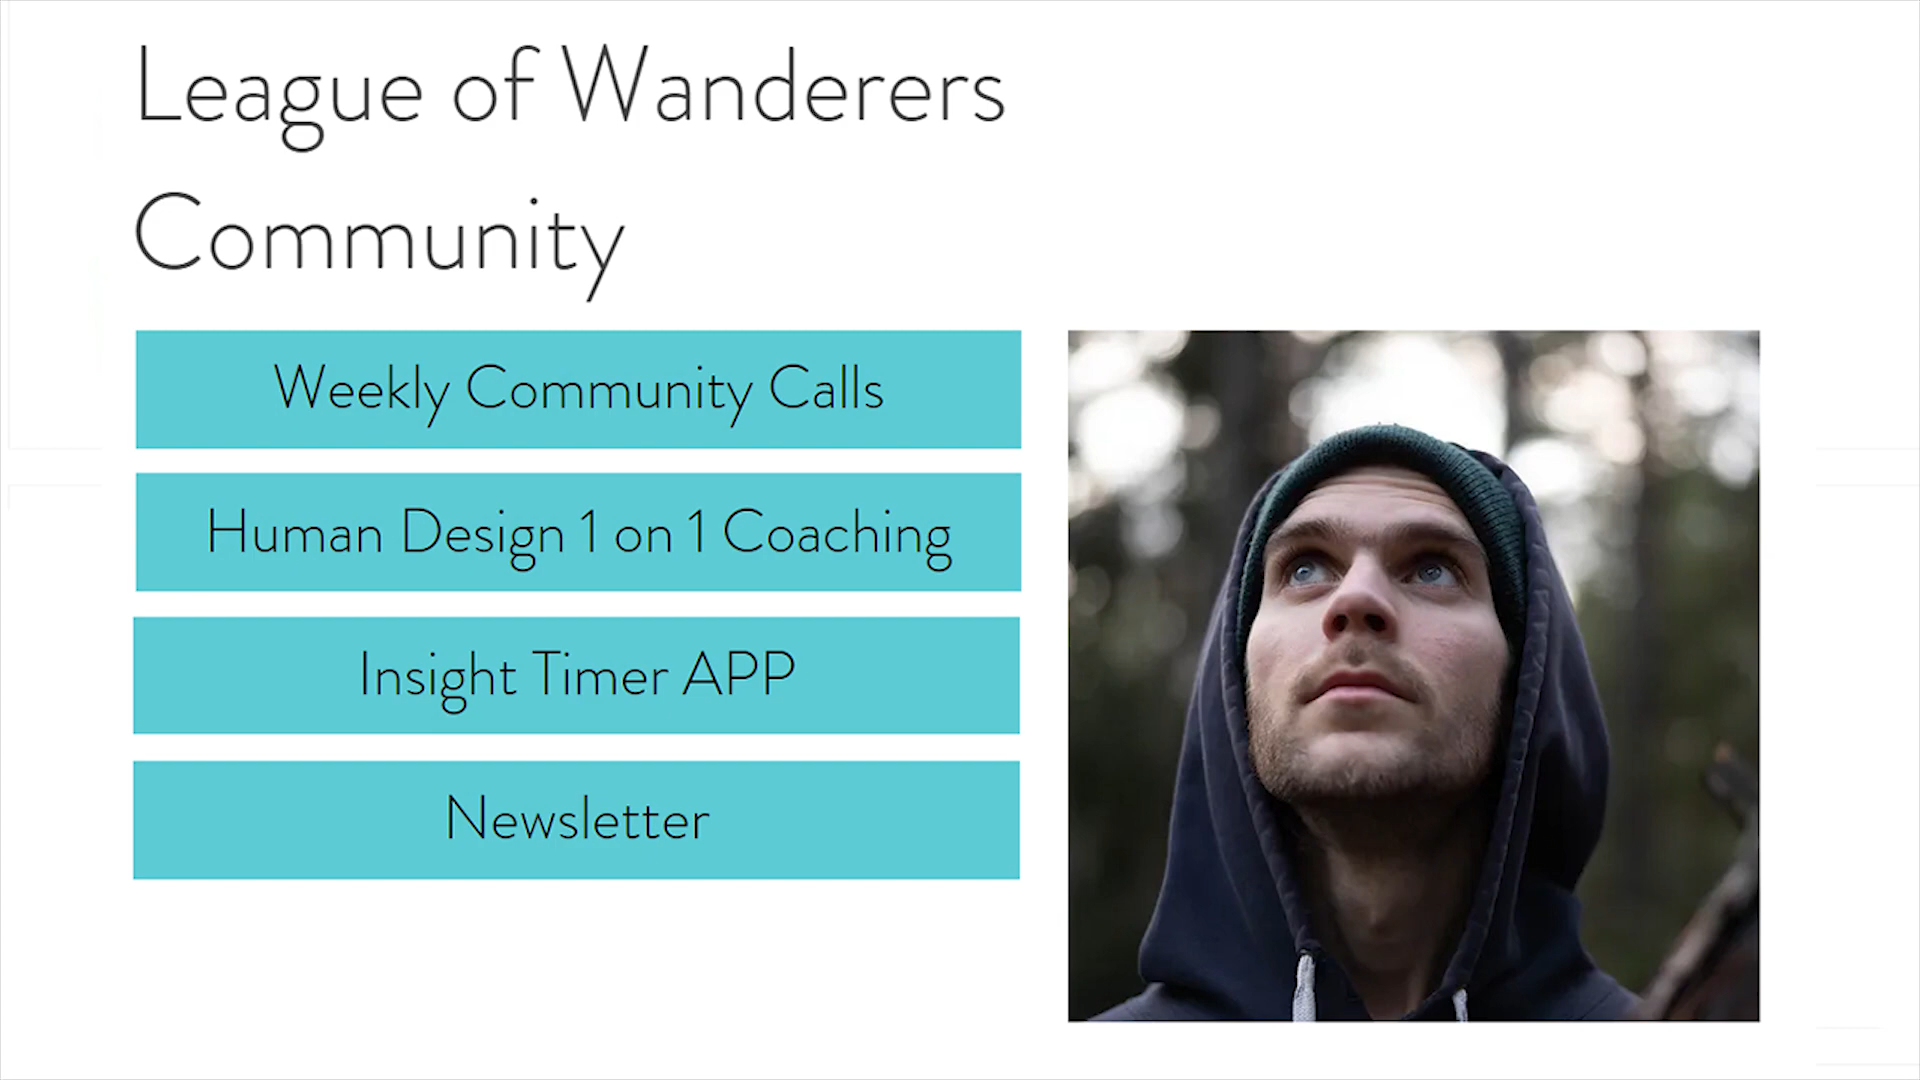 League of Wanderers
Community
Weekly Community Calls
Human Design 1 on 1 Coaching
Insight Timer APP
Newsletter